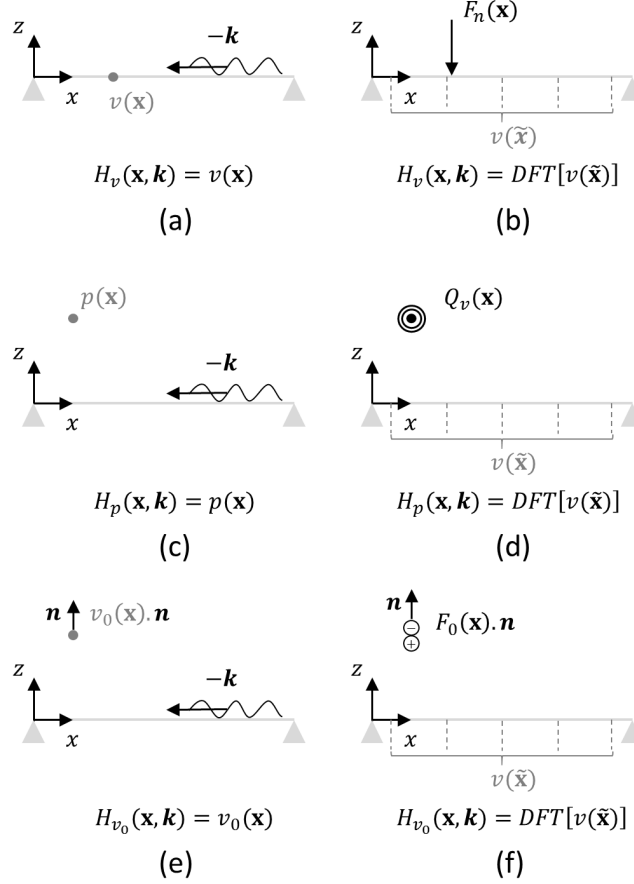 z
x
v(𝐱)
−𝒌
H_v(𝐱, 𝒌) = v(𝐱)
(a)
F_n(𝐱)
z
x
v(𝒙̃)
H_v(𝐱, 𝒌) = DFT[v(𝐱̃)]
(b)
p(𝐱)
z
x
−𝒌
H_p(𝐱, 𝒌) = p(𝐱)
(c)
Q_v(𝐱)
z
x
v(𝐱̃)
H_p(𝐱, 𝒌) = DFT[v(𝐱̃)]
(d)
𝒏 v_0(𝐱). 𝒏
z
x
−𝒌
H_{v_0}(𝐱, 𝒌) = v_0(𝐱)
(e)
𝒏
−
+
F_0(𝐱). 𝒏
z
x
v(𝐱̃)
H_{v_0}(𝐱, 𝒌) = DFT[v(𝐱̃)]
(f)